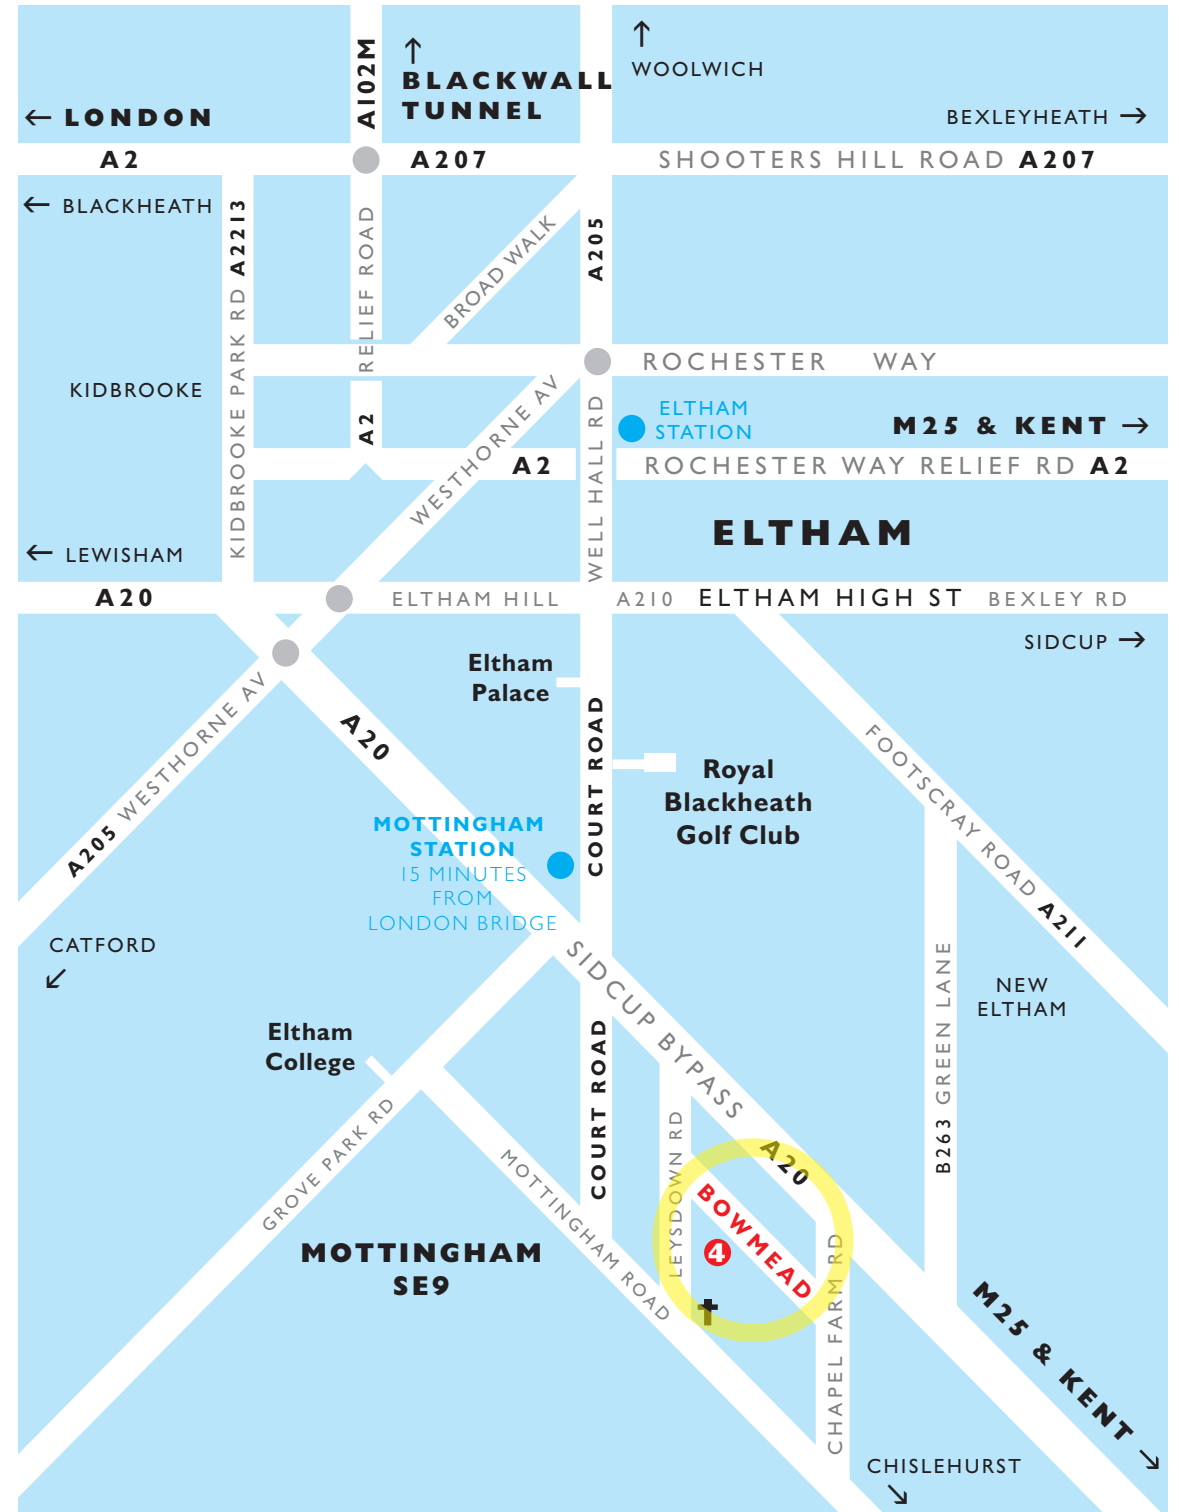 ↑
WOOLWICH
A102M
↑
BLACKWALL
TUNNEL
← LONDON
BEXLEYHEATH →
A2
A207
SHOOTERS HILL ROAD A207
← BLACKHEATH
KIDBROOKE PARK RD A2213
RELIEF ROAD
A2
BROAD WALK
A205
ROCHESTER WAY
KIDBROOKE
WESTHORNE AV
WELL HALL RD
ELTHAM
STATION
M25 & KENT →
A2
ROCHESTER WAY RELIEF RD A2
ELTHAM
← LEWISHAM
A20
ELTHAM HILL
A210 ELTHAM HIGH ST BEXLEY RD
SIDCUP →
Eltham
Palace
A205 WESTHORNE AV
A20
COURT ROAD
Royal
Blackheath
Golf Club
FOOTSCRAY ROAD A211
MOTTINGHAM
STATION
15 MINUTES
FROM
LONDON BRIDGE
CATFORD
↙
SIDCUP BYPASS
A20
B263 GREEN LANE
NEW
ELTHAM
Eltham
College
GROVE PARK RD
COURT ROAD
LEYSDOWN RD
MOTTINGHAM ROAD
BOWMEAD
4
CHAPEL FARM RD
MOTTINGHAM
SE9
M25 & KENT →
CHISLEHURST
↘